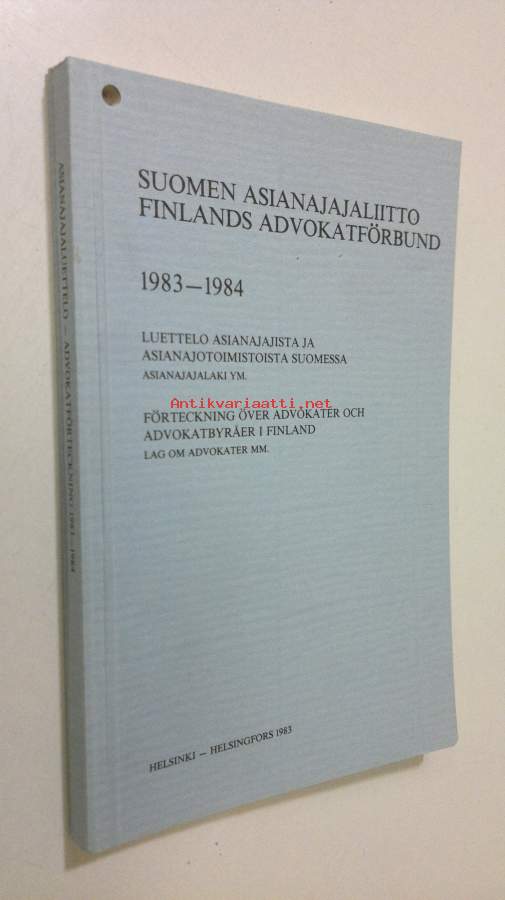 SUOMEN ASIANAJAJALIITTO
FINLANDS ADVOKATFÖRBUND
1983—1984
LUETTELO ASIANAJAJISTA JA
ASIANAJOTOIMISTOISTA SUOMESSA
ASIANAJAJALAKI YM.
Antikvariaatti.net
FÖRTECKNING ÖVER ADVOKATER OCH
ADVOKATBYRÅER I FINLAND
LAG OM ADVOKATER MM.
HELSINKI — HELSINGFORS 1983
ASIANAJAJALUETTELO — ADVOKATFÖRTECKNING 1983—1984